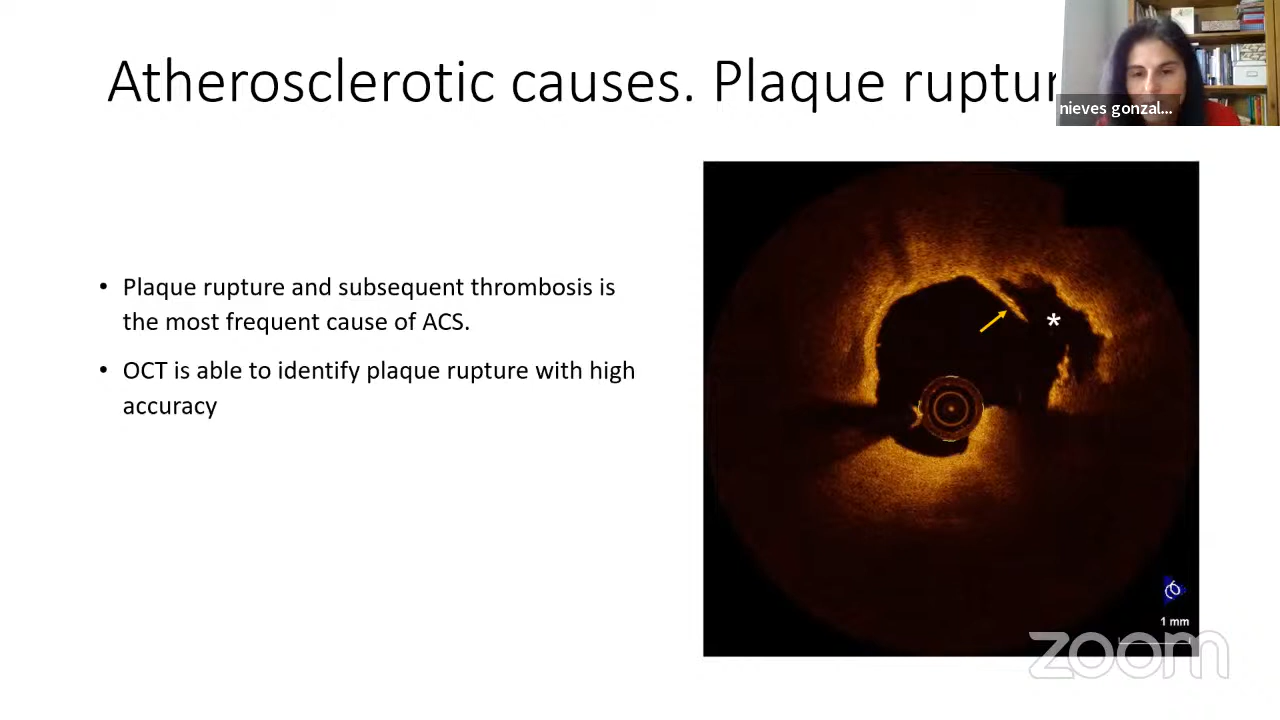 Atherosclerotic causes. Plaque ruptur
nieves gonzal...
• Plaque rupture and subsequent thrombosis is
the most frequent cause of ACS.
• OCT is able to identify plaque rupture with high
accuracy
*
1 mm
zoom